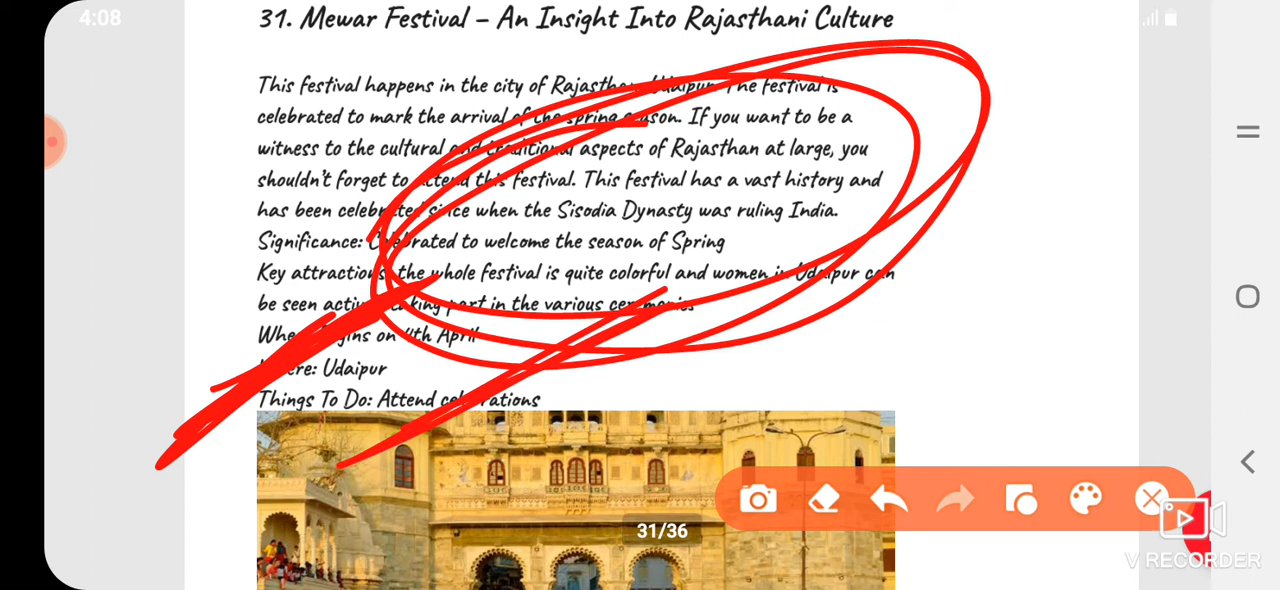 4:08
31. Mewar Festival – An Insight Into Rajasthani Culture
This festival happens in the city of Rajasthan, Udaipur. The festival is
celebrated to mark the arrival of the spring season. If you want to be a
witness to the cultural and traditional aspects of Rajasthan at large, you
shouldn't forget to attend this festival. This festival has a vast history and
has been celebrated since when the Sisodia Dynasty was ruling India.
Significance: Celebrated to welcome the season of Spring
Key attractions: the whole festival is quite colorful and women in Udaipur can
be seen taking part in the various ceremonies
When: Begins on 4th April
Where: Udaipur
Things To Do: Attend celebrations
31/36
V RECORDER